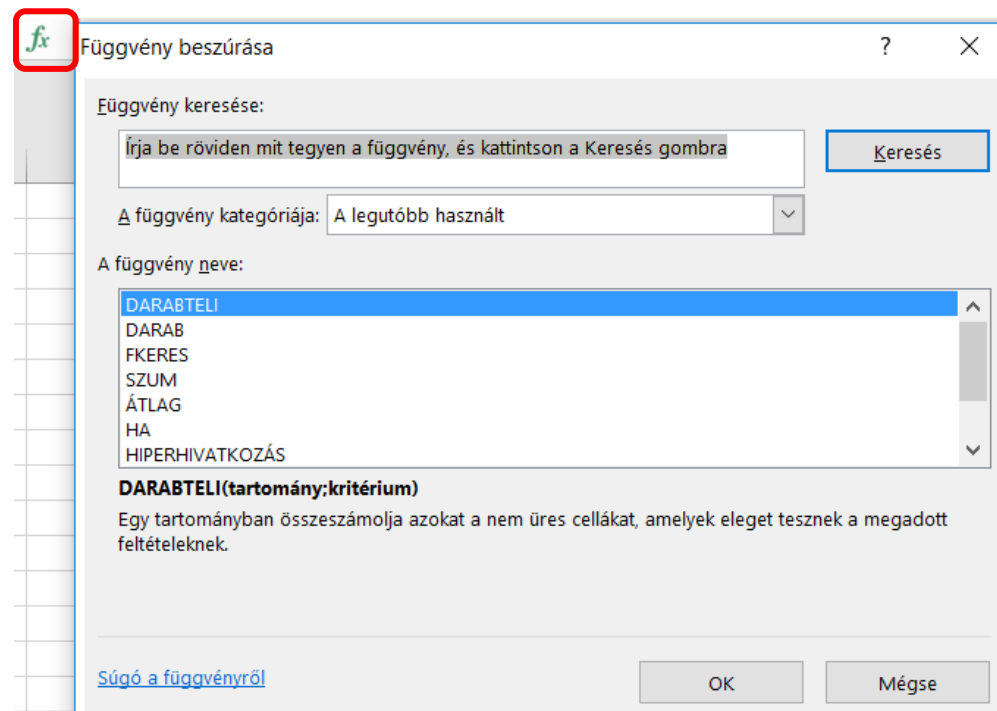 fx
Függvény beszúrása ?
Függvény keresése:
Írja be röviden mit tegyen a függvény, és kattintson a Keresés gombra
Keresés
A függvény kategóriája: A legutóbb használt
A függvény neve:
DARABTELI
DARAB
FKERES
SZUM
ÁTLAG
HA
HIPERHIVATKOZÁS
DARABTELI(tartomány;kritérium)
Egy tartományban összeszámolja azokat a nem üres cellákat, amelyek eleget tesznek a megadott
feltételeknek.
Súgó a függvényről
OK Mégse